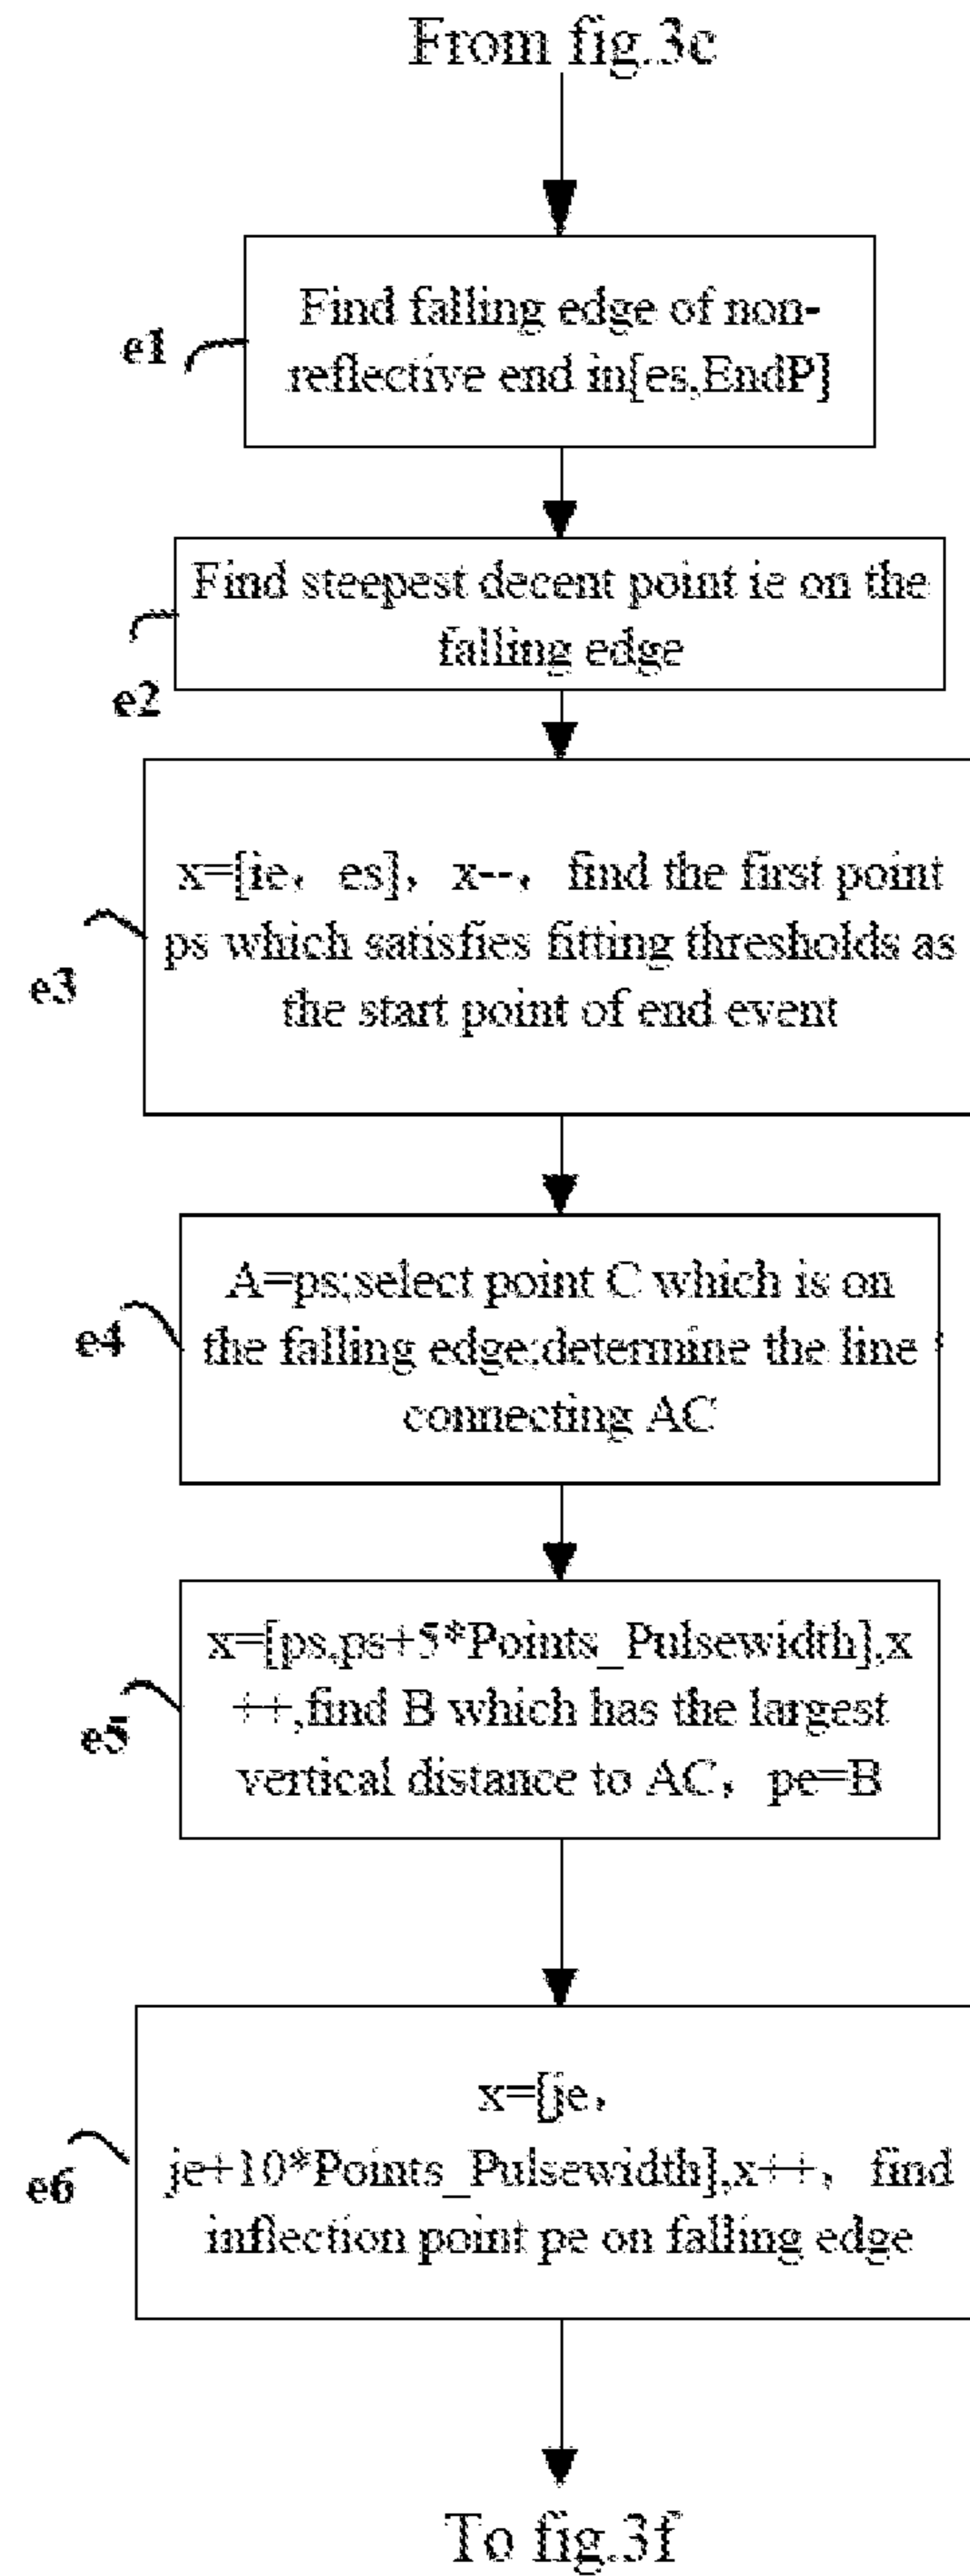 From fig.3c
e1
Find falling edge of non-
reflective end in[es,EndP]
Find steepest decent point ie on the
falling edge
e2
x=[ie， es]， x--， find the first point
ps which satisfies fitting thresholds as
the start point of end event
e3
A=ps;select point C which is on
the falling edge;determine the line
connecting AC
e4
x=[ps,ps+5*Points_Pulsewidth],x
++,find B which has the largest
vertical distance to AC， pe=B
e5
x=[je，
je+10*Points_Pulsewidth],x++， find
inflection point pe on falling edge
e6
To fig.3f